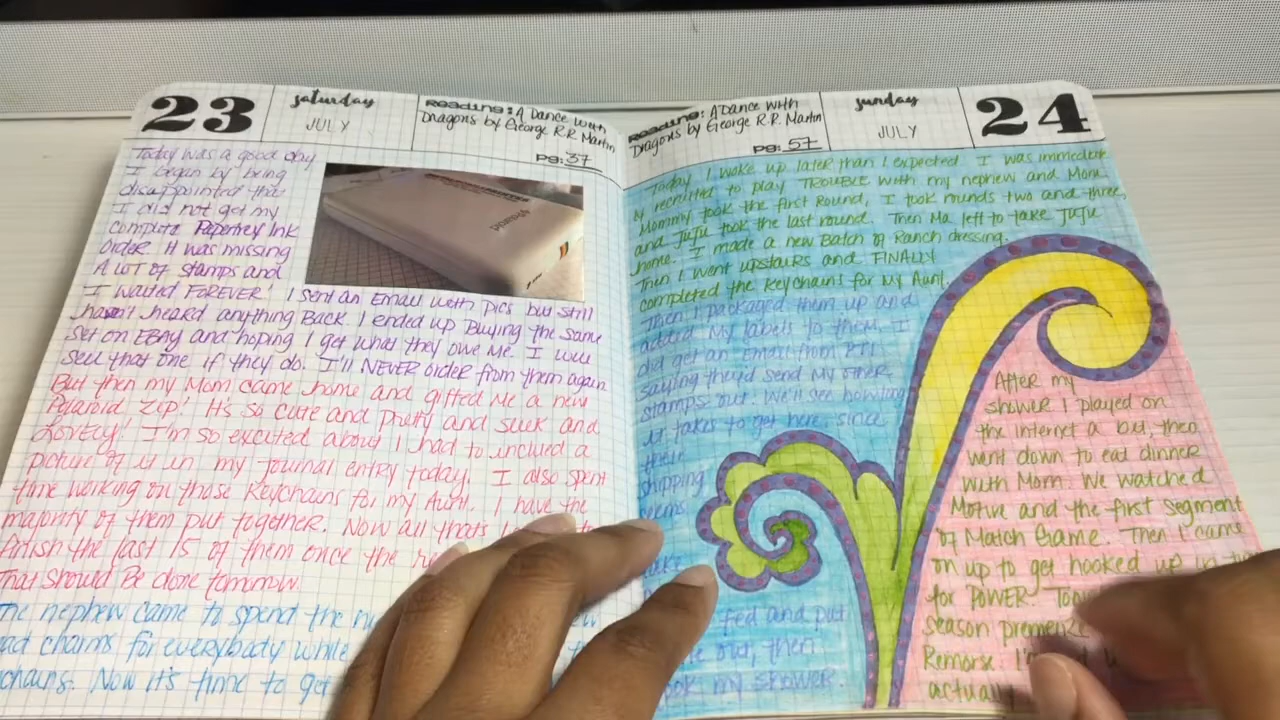 23
saturday
JULY
Reading: A Dance with
Dragons by George R.R. Martin
pg: 37
Today was a good day
I began by being
disappointed that
I did not get my
complete Papertrey Ink
order. It was missing
A LOT of stamps and
I waited FOREVER! I sent an Email with pics but still
hasn't heard anything Back. I ended up Buying the same
set on EBay and hoping I get what they owe me. I will
sell that one if they do. I'll NEVER order from them again
But then my Mom came home and gifted Me a new
Polaroid Zip! It's so cute and pretty and sleek and
LOVELY! I'm so excited about I had to inclued a
picture of it in my journal entry today. I also spent
time working on those Keychains for my Aunt. I have the
majority of them put together. Now all thats
finish the last 15 of them once the
That should Be done tomorrow.
The nephew came to spend the
charms for everybody while
chains. Now it's time to get
Reading: A Dance with
Dragons by George R.R. Martin
pg: 57
sunday
JULY
24
Today I woke up later than I expected. I was immediate
ly recruited to play TROUBLE with my nephew and Mom.
Mommy took the first Round, I took rounds two and three,
and JuJu took the last round. Then Ma left to take JuJu
home. I made a new Batch of Ranch dressing.
Then I went upstairs and FINALLY
completed the Keychains for my Aunt.
Then I packaged them up and
added My labels to them. I
did get an Email from PTI
saying they'd send My other
stamps out. We'll see how long
it takes to get here, since
their
shipping
seems
fed and put
out, then
took my shower.
After my
shower I played on
the internet a bit, then
went down to eat dinner
with Mom. We watched
Motive and the first segment
of Match Game. Then I came
on up to get hooked up in
for POWER.
season premiere
Remorse.
actually